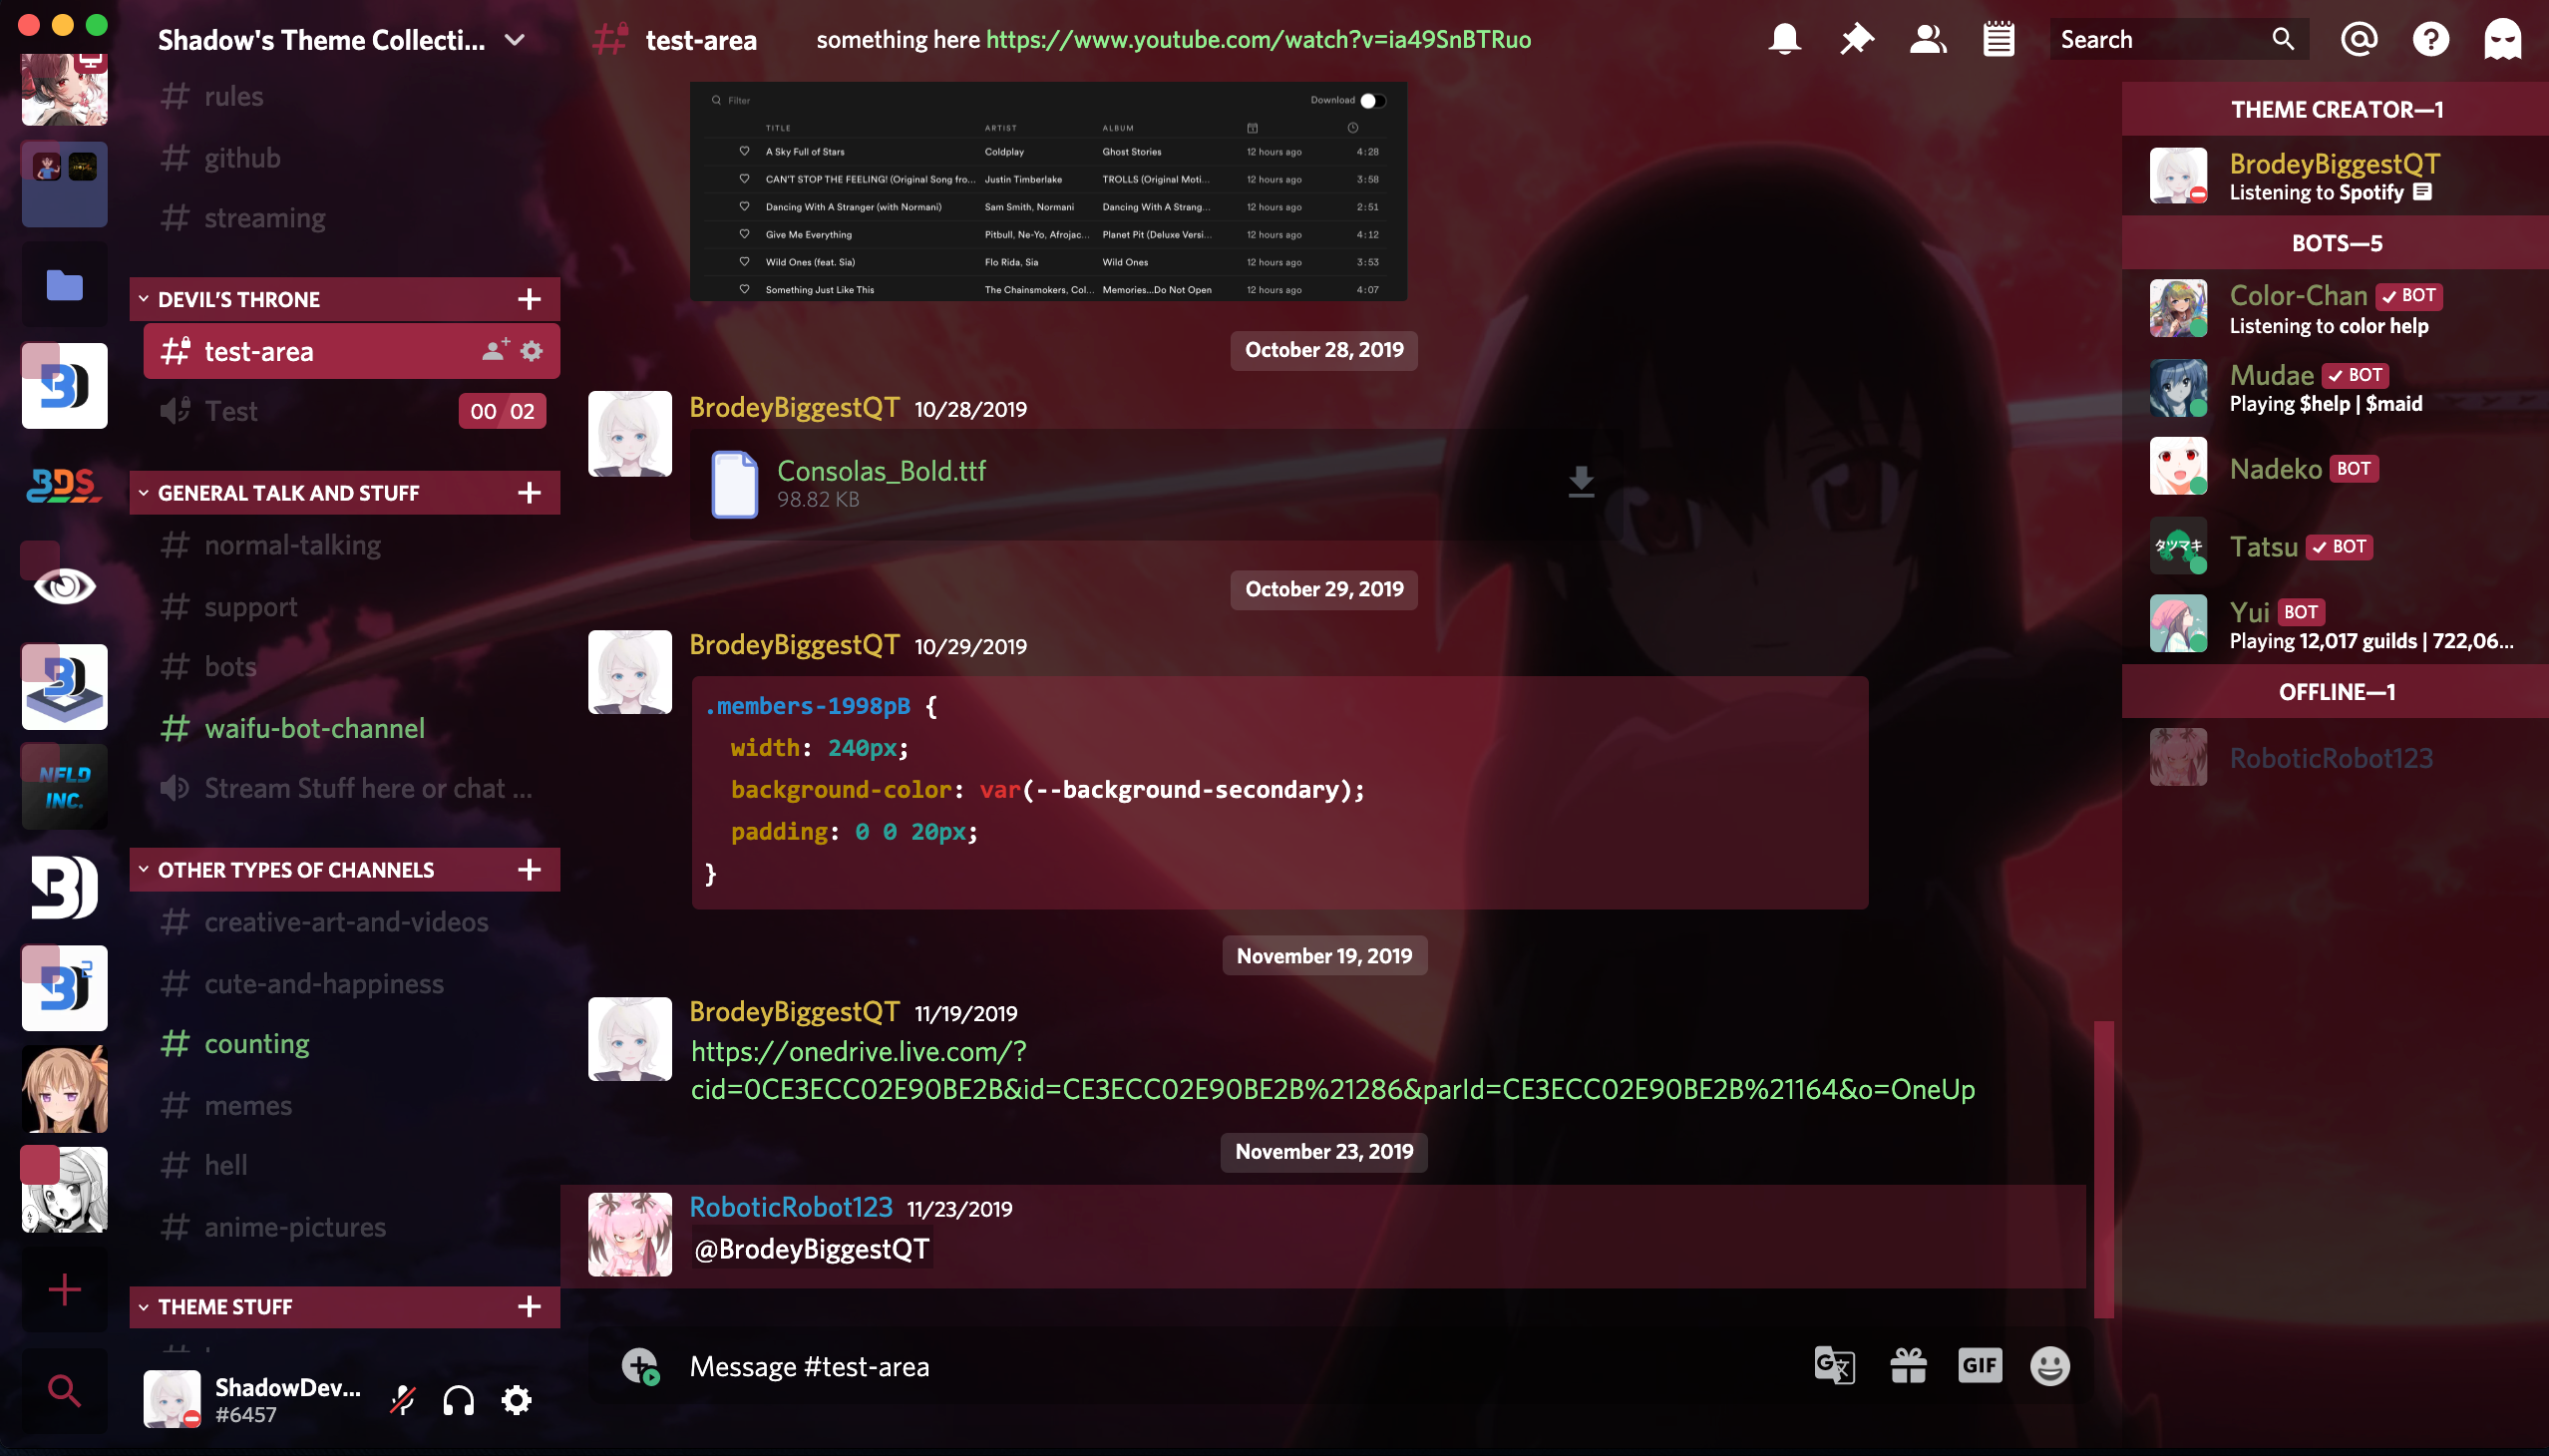 Shadow's Theme Collecti...
rules
github
streaming
DEVIL'S THRONE
test-area
Test
00 02
GENERAL TALK AND STUFF
normal-talking
support
bots
waifu-bot-channel
Stream Stuff here or chat ...
OTHER TYPES OF CHANNELS
creative-art-and-videos
cute-and-happiness
counting
memes
hell
anime-pictures
THEME STUFF
ShadowDev...
#6457
BDS
NFLD
INC.
test-area
something here https://www.youtube.com/watch?v=ia49SnBTRuo
Search
Filter
Download
TITLE ARTIST ALBUM
A Sky Full of Stars Coldplay Ghost Stories 12 hours ago 4:28
CAN'T STOP THE FEELING! (Original Song fro... Justin Timberlake TROLLS (Original Moti... 12 hours ago 3:58
Dancing With A Stranger (with Normani) Sam Smith, Normani Dancing With A Strang... 12 hours ago 2:51
Give Me Everything Pitbull, Ne-Yo, Afrojac... Planet Pit (Deluxe Versi... 12 hours ago 4:12
Wild Ones (feat. Sia) Flo Rida, Sia Wild Ones 12 hours ago 3:53
Something Just Like This The Chainsmokers, Col... Memories...Do Not Open 12 hours ago 4:07
October 28, 2019
BrodeyBiggestQT 10/28/2019
Consolas_Bold.ttf
98.82 KB
October 29, 2019
BrodeyBiggestQT 10/29/2019
.members-1998pB {
width: 240px;
background-color: var(--background-secondary);
padding: 0 0 20px;
}
November 19, 2019
BrodeyBiggestQT 11/19/2019
https://onedrive.live.com/?
cid=0CE3ECC02E90BE2B&id=CE3ECC02E90BE2B%21286&parId=CE3ECC02E90BE2B%21164&o=OneUp
November 23, 2019
RoboticRobot123 11/23/2019
@BrodeyBiggestQT
Message #test-area
GIF
THEME CREATOR—1
BrodeyBiggestQT
Listening to Spotify
BOTS—5
Color-Chan BOT
Listening to color help
Mudae BOT
Playing $help | $maid
Nadeko BOT
タツマキ
Tatsu BOT
Yui BOT
Playing 12,017 guilds | 722,06...
OFFLINE—1
RoboticRobot123